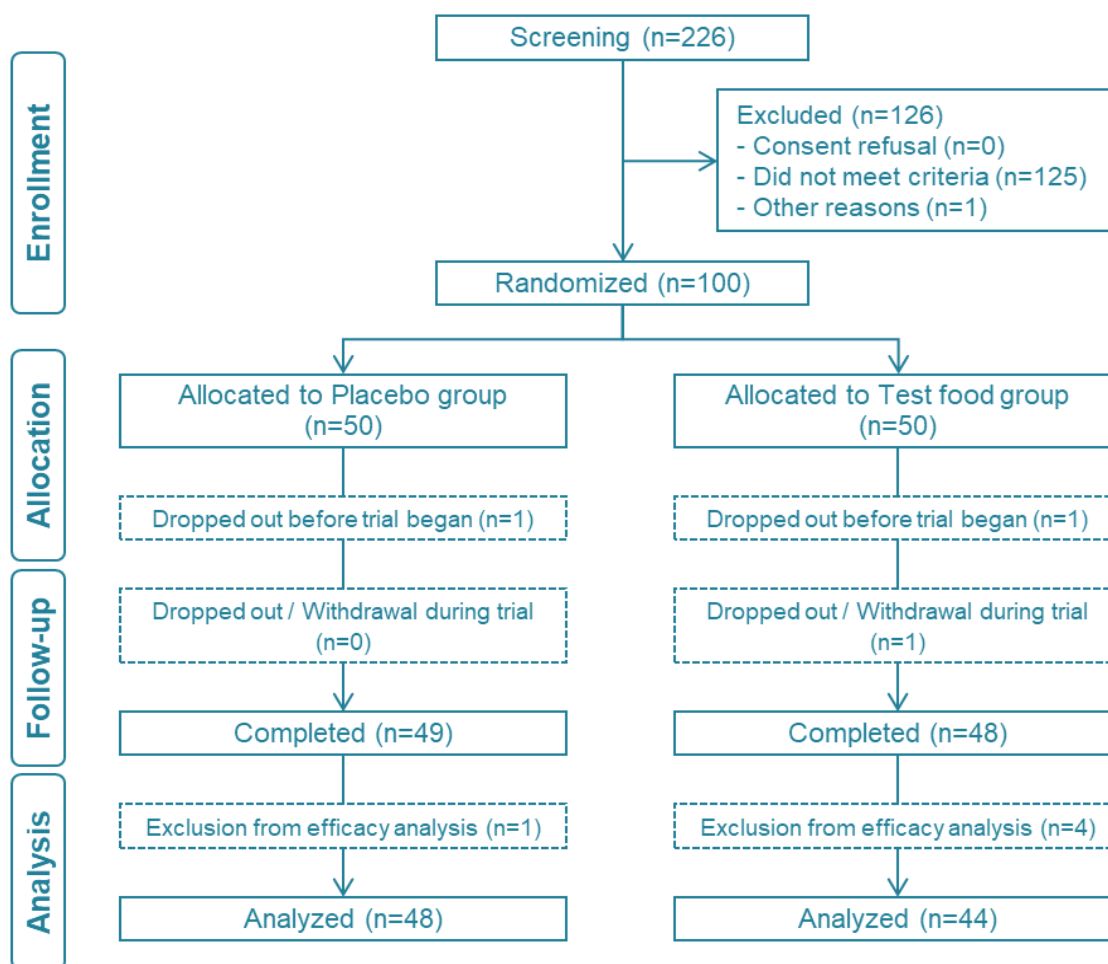 Enrollment
Screening (n=226)
Excluded (n=126)
- Consent refusal (n=0)
- Did not meet criteria (n=125)
- Other reasons (n=1)
Randomized (n=100)
Allocation
Allocated to Placebo group
(n=50)
Allocated to Test food group
(n=50)
Dropped out before trial began (n=1)
Dropped out before trial began (n=1)
Follow-up
Dropped out / Withdrawal during trial
(n=0)
Dropped out / Withdrawal during trial
(n=1)
Completed (n=49)
Completed (n=48)
Analysis
Exclusion from efficacy analysis (n=1)
Exclusion from efficacy analysis (n=4)
Analyzed (n=48)
Analyzed (n=44)